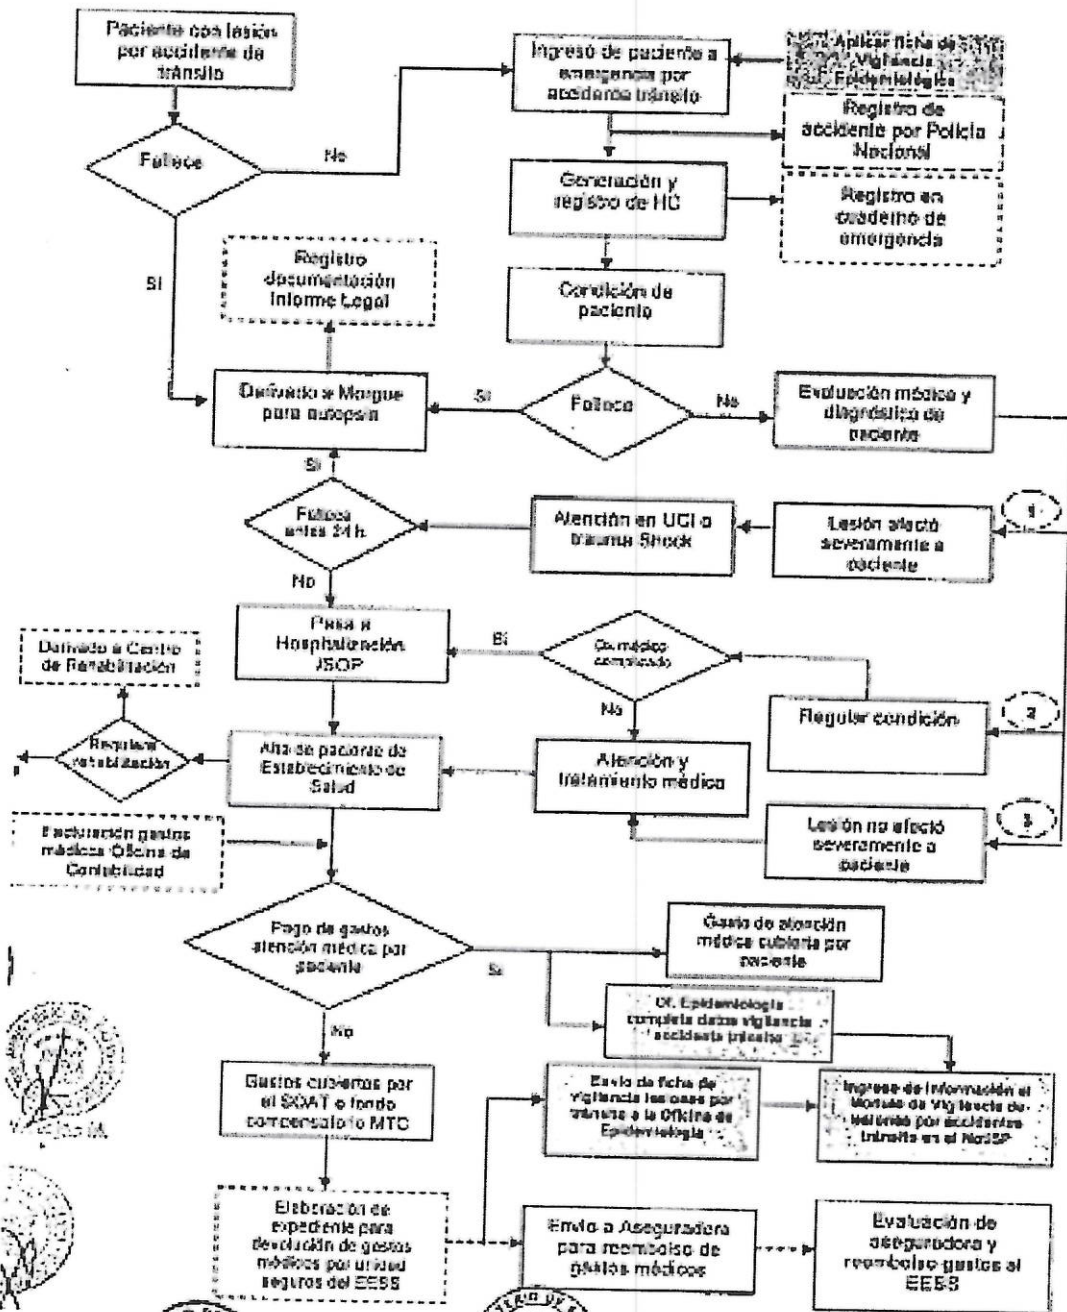 Paciente con lesión
por accidente de
tránsito
Ingreso de paciente a
emergencia por
accidente tránsito
Aplicar ficha de
Vigilancia
Epidemiológica
Registro de
accidente por Policía
Nacional
Fallece
No
Generación y
registro de HC
Registro en
cuaderno de
emergencia
Registro
documentación
Informe Legal
SI
Condición de
paciente
Derivado a Morgue
para autopsia
SI
Fallece
No
Evaluación médica y
diagnóstico de
paciente
SI
Fallece
antes 24 h.
Atención en UCI o
trauma Shock
Lesión afectó
severamente a
paciente
1
No
Pasa a
Hospitalización
/SOP
Si
Dx médico
complicado
Derivado a Centro
de Rehabilitación
No
Regular condición
2
Requiere
rehabilitación
Alta de paciente de
Establecimiento de
Salud
Atención y
tratamiento médico
Facturación gastos
médicos Oficina de
Contabilidad
Lesión no afectó
severamente a
paciente
3
Pago de gastos
atención médica por
paciente
Si
Gasto de atención
médica cubierta por
paciente
Of. Epidemiología
completa datos vigilancia
accidente tránsito
No
Gastos cubiertos por
el SOAT o fondo
compensatorio MTC
Envío de ficha de
vigilancia lesiones por
tránsito a la Oficina de
Epidemiología
Ingreso de Información al
Módulo de Vigilancia de
lesiones por accidentes
tránsito en el
Elaboración de
expediente para
devolución de gastos
médicos por unidad
seguros del EESS
Envío a Aseguradora
para reembolso de
gastos médicos
Evaluación de
aseguradora y
reembolso gastos al
EESS